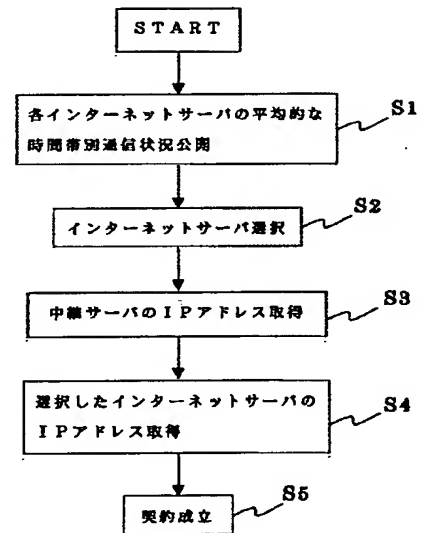 START
各インターネットサーバの平均的な
時間帯別通信状況公開
S1
インターネットサーバ選択
S2
中継サーバのIPアドレス取得
S3
選択したインターネットサーバの
IPアドレス取得
S4
契約成立
S5